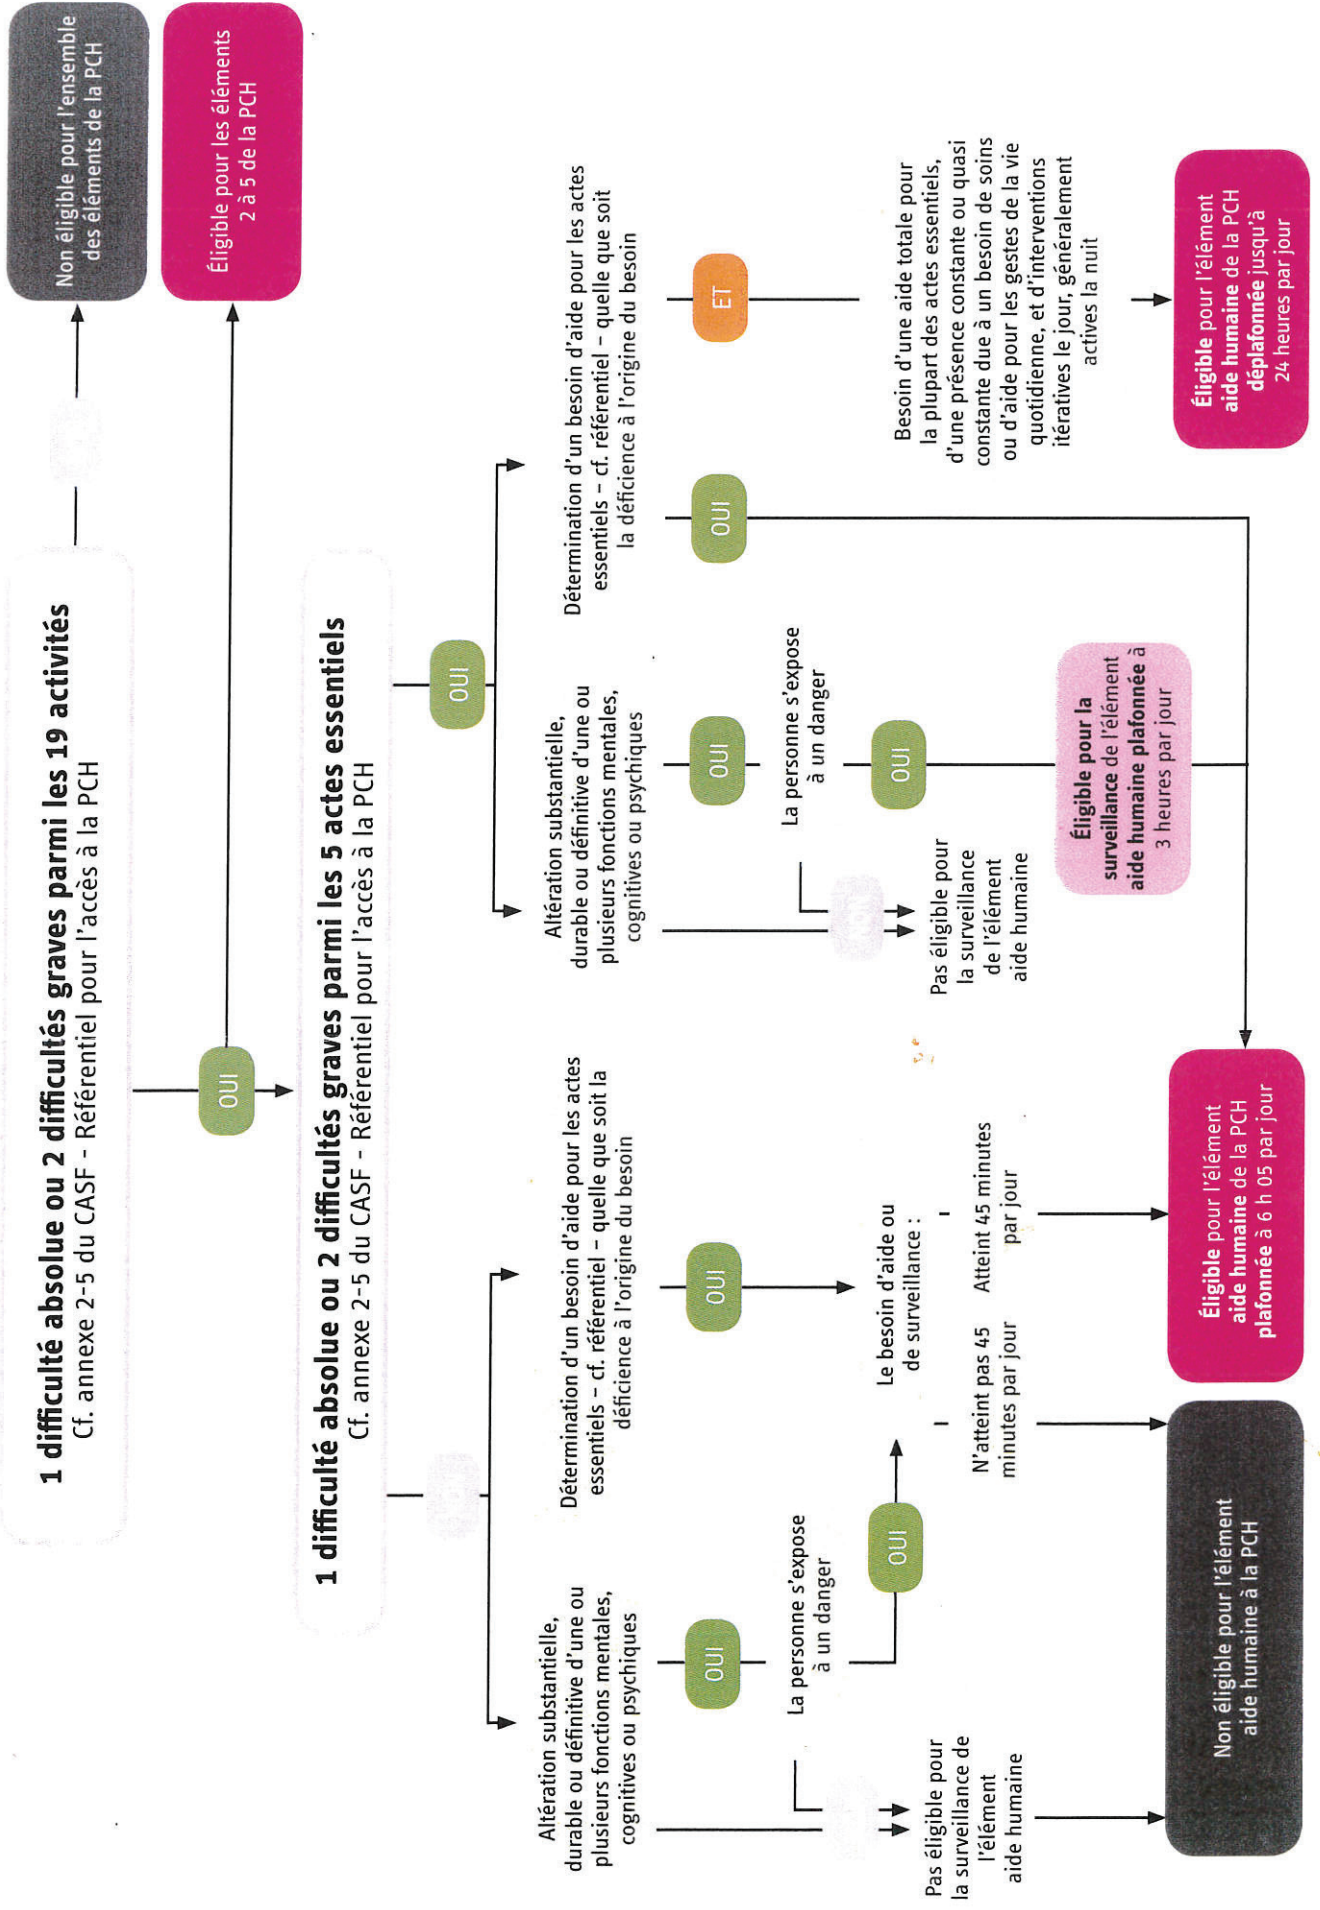 1 difficulté absolue ou 2 difficultés graves parmi les 19 activités
Cf. annexe 2-5 du CASF - Référentiel pour l'accès à la PCH
Non éligible pour l'ensemble
des éléments de la PCH
OUI
Éligible pour les éléments
2 à 5 de la PCH
1 difficulté absolue ou 2 difficultés graves parmi les 5 actes essentiels
Cf. annexe 2-5 du CASF - Référentiel pour l'accès à la PCH
OUI
Altération substantielle,
durable ou définitive d'une ou
plusieurs fonctions mentales,
cognitives ou psychiques
Détermination d'un besoin d'aide pour les actes
essentiels – cf. référentiel – quelle que soit la
déficience à l'origine du besoin
Altération substantielle,
durable ou définitive d'une ou
plusieurs fonctions mentales,
cognitives ou psychiques
Détermination d'un besoin d'aide pour les actes
essentiels – cf. référentiel – quelle que soit
la déficience à l'origine du besoin
OUI
OUI
OUI
OUI
ET
La personne s'expose
à un danger
La personne s'expose
à un danger
NON
OUI
OUI
Le besoin d'aide ou
de surveillance :
Pas éligible pour
la surveillance de
l'élément
aide humaine
N'atteint pas 45
minutes par jour
Atteint 45 minutes
par jour
Pas éligible pour
la surveillance
de l'élément
aide humaine
Besoin d'une aide totale pour
la plupart des actes essentiels,
d'une présence constante ou quasi
constante due à un besoin de soins
ou d'aide pour les gestes de la vie
quotidienne, et d'interventions
itératives le jour, généralement
actives la nuit
Éligible pour la
surveillance de l'élément
aide humaine plafonnée à
3 heures par jour
Non éligible pour l'élément
aide humaine à la PCH
Éligible pour l'élément
aide humaine de la PCH
plafonnée à 6 h 05 par jour
Éligible pour l'élément
aide humaine de la PCH
déplafonnée jusqu'à
24 heures par jour